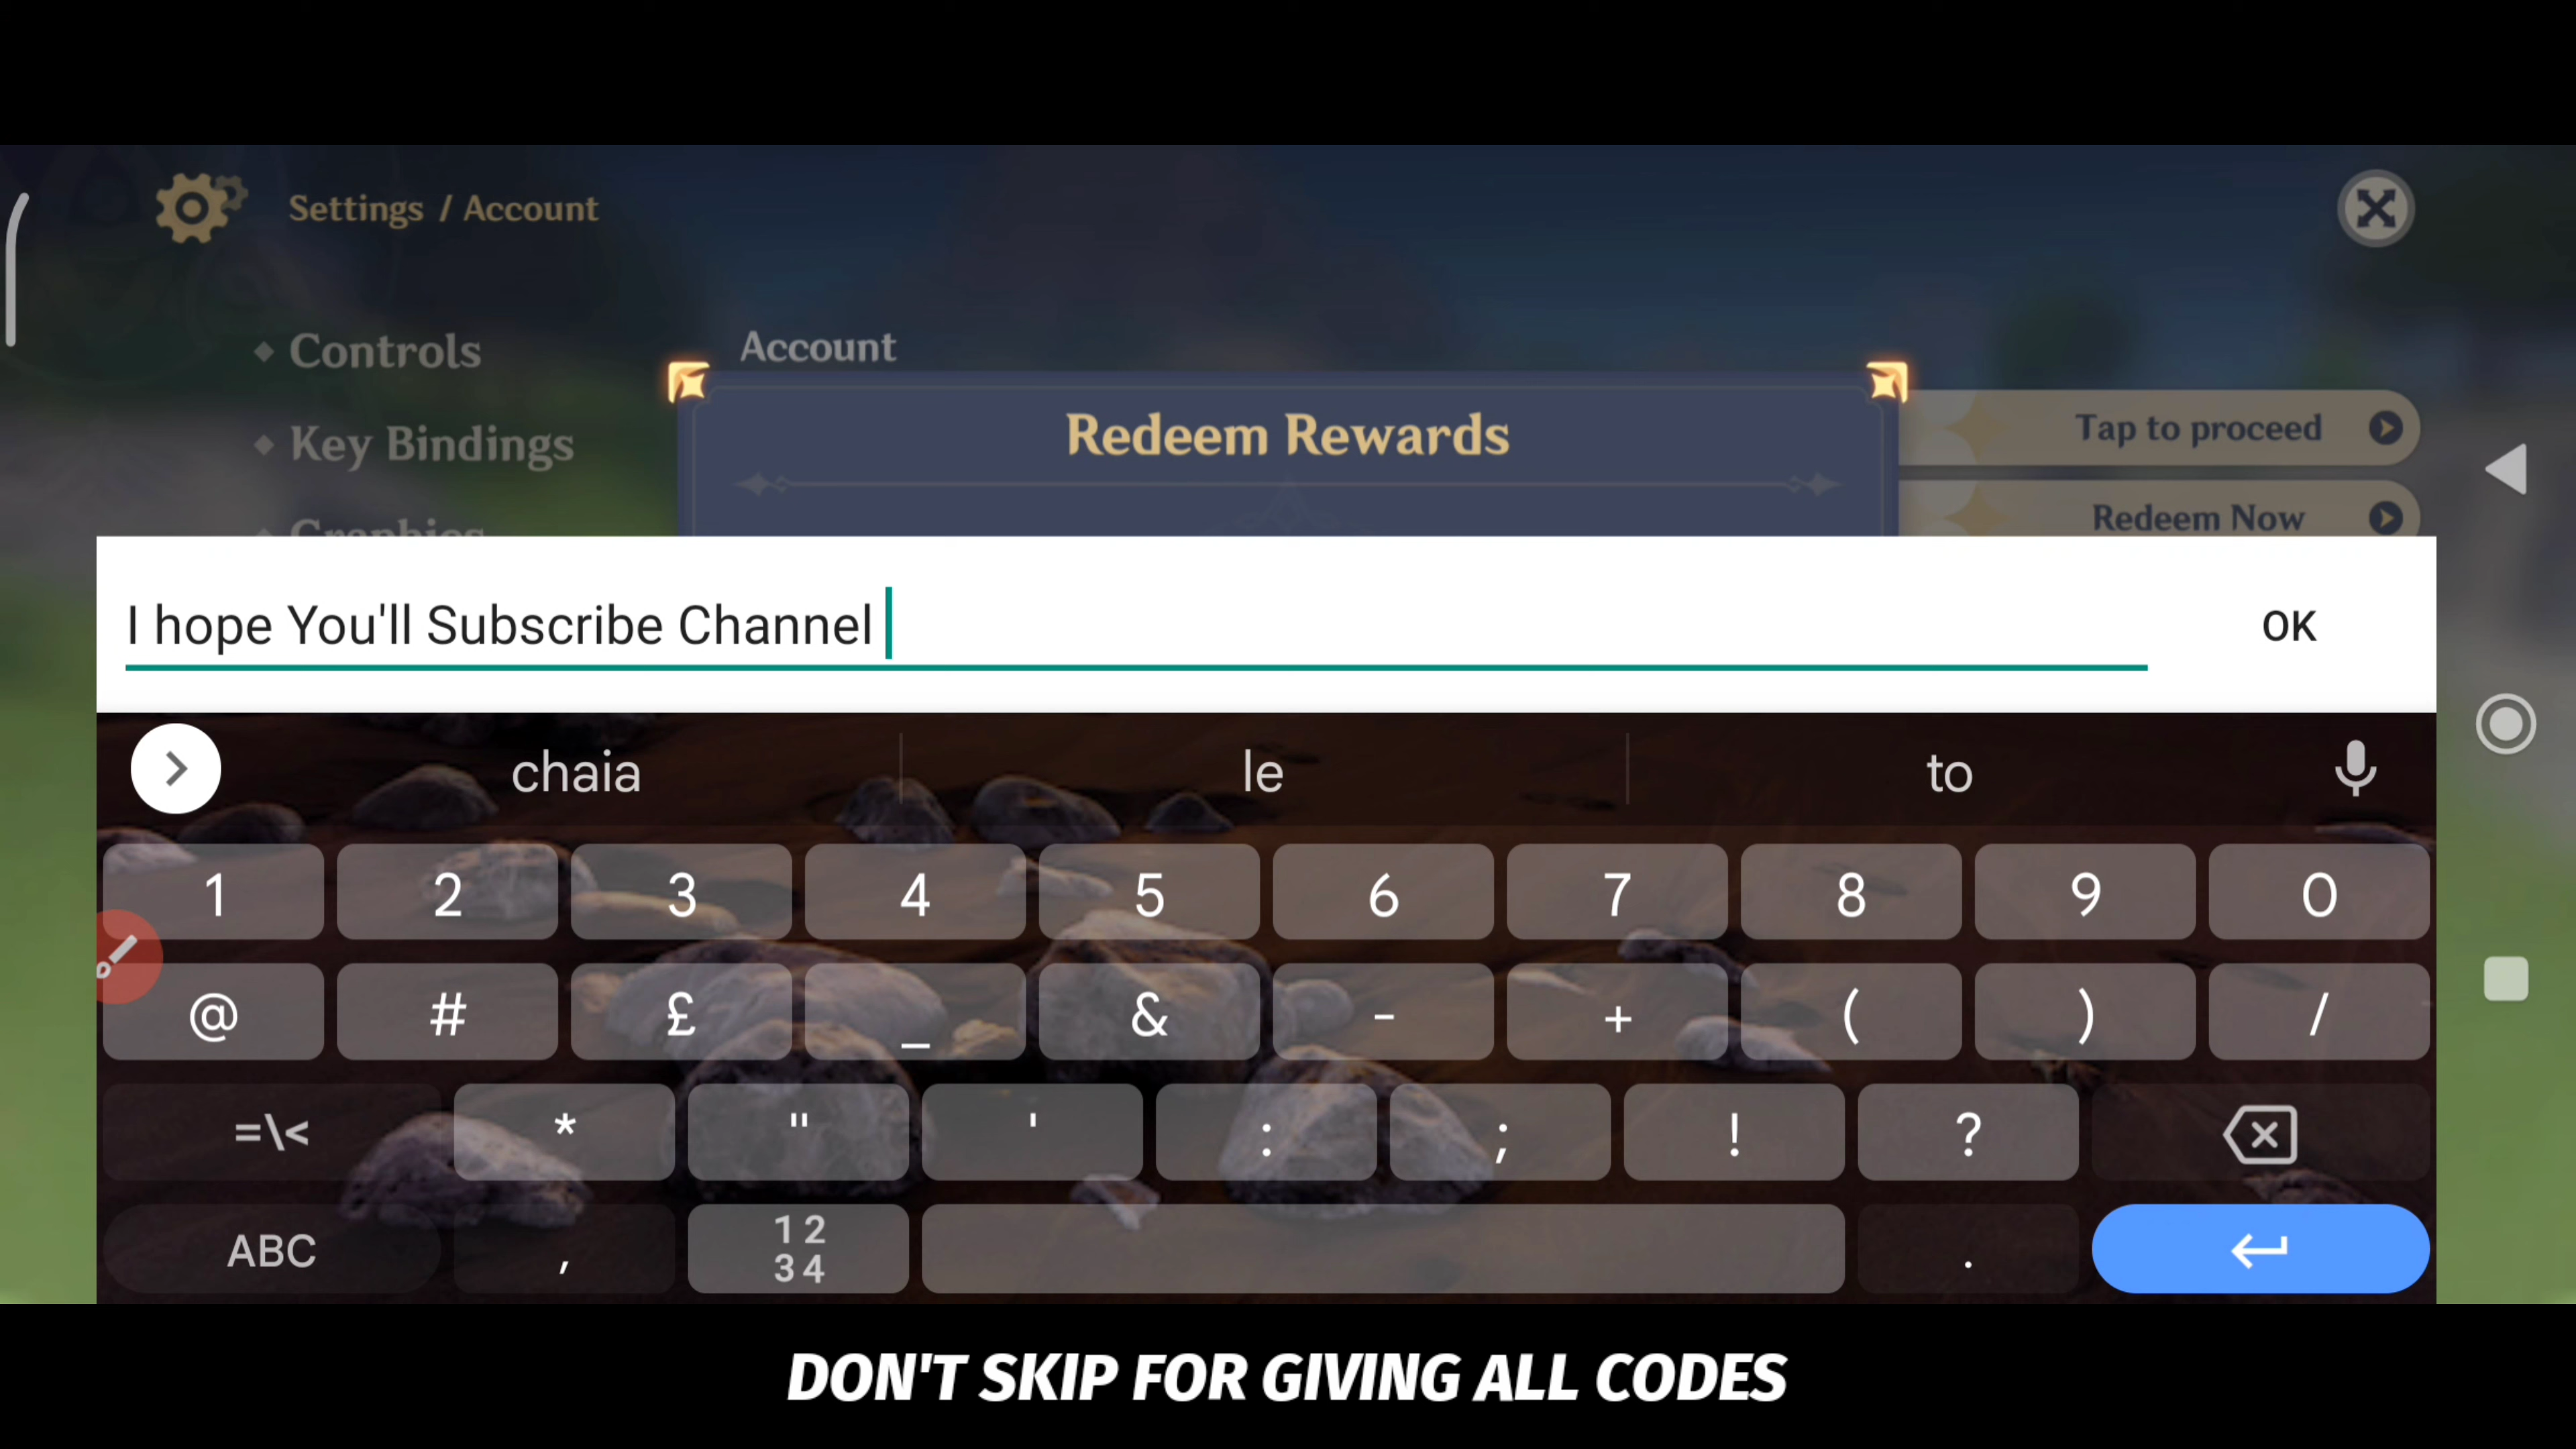 Settings / Account
Controls
Account
Key Bindings
Redeem Rewards
Tap to proceed
Graphics
Redeem Now
I hope You'll Subscribe Channel
OK
chaia le to
1 2 3 4 5 6 7 8 9 0
@ # £ _ & - + ( ) /
=\< * " ' : ; ! ?
ABC , 12 34 .
DON'T SKIP FOR GIVING ALL CODES